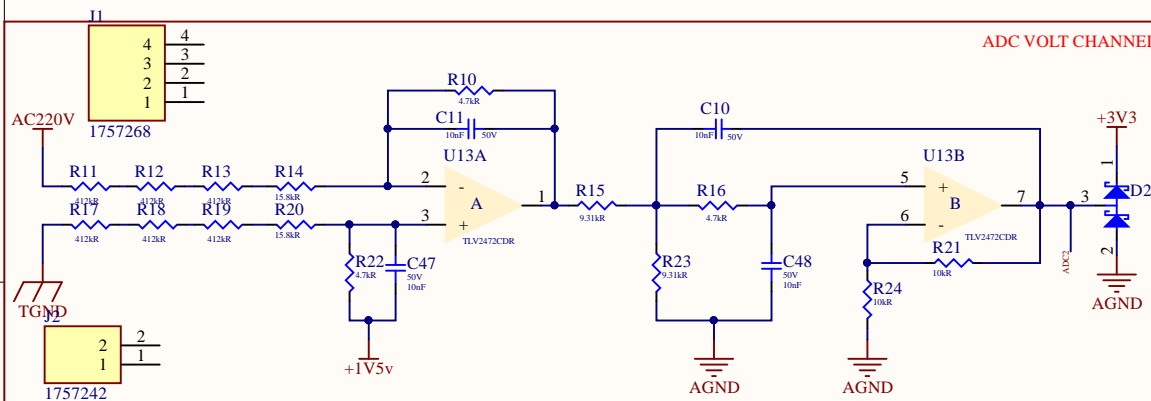 J1
ADC VOLT CHANNEL
4 4
3 3
2 2
1 1
1757268
AC220V
R10
4.7kR
C11
10nF 50V
U13A
C10
10nF 50V
U13B
+3V3
R11
412kR
R12
412kR
R13
412kR
R14
15.8kR
2
-
A
1
3
+
TLV2472CDR
R15
9.31kR
R16
4.7kR
5
+
B
7
6
-
TLV2472CDR
1
3
D2
2
R17
412kR
R18
412kR
R19
412kR
R20
15.8kR
R22
4.7kR
C47
50V
10nF
R23
9.31kR
C48
50V
10nF
R21
10kR
R24
10kR
ADC2
AGND
TGND
J2
2 2
1 1
1757242
+1V5v
AGND
AGND